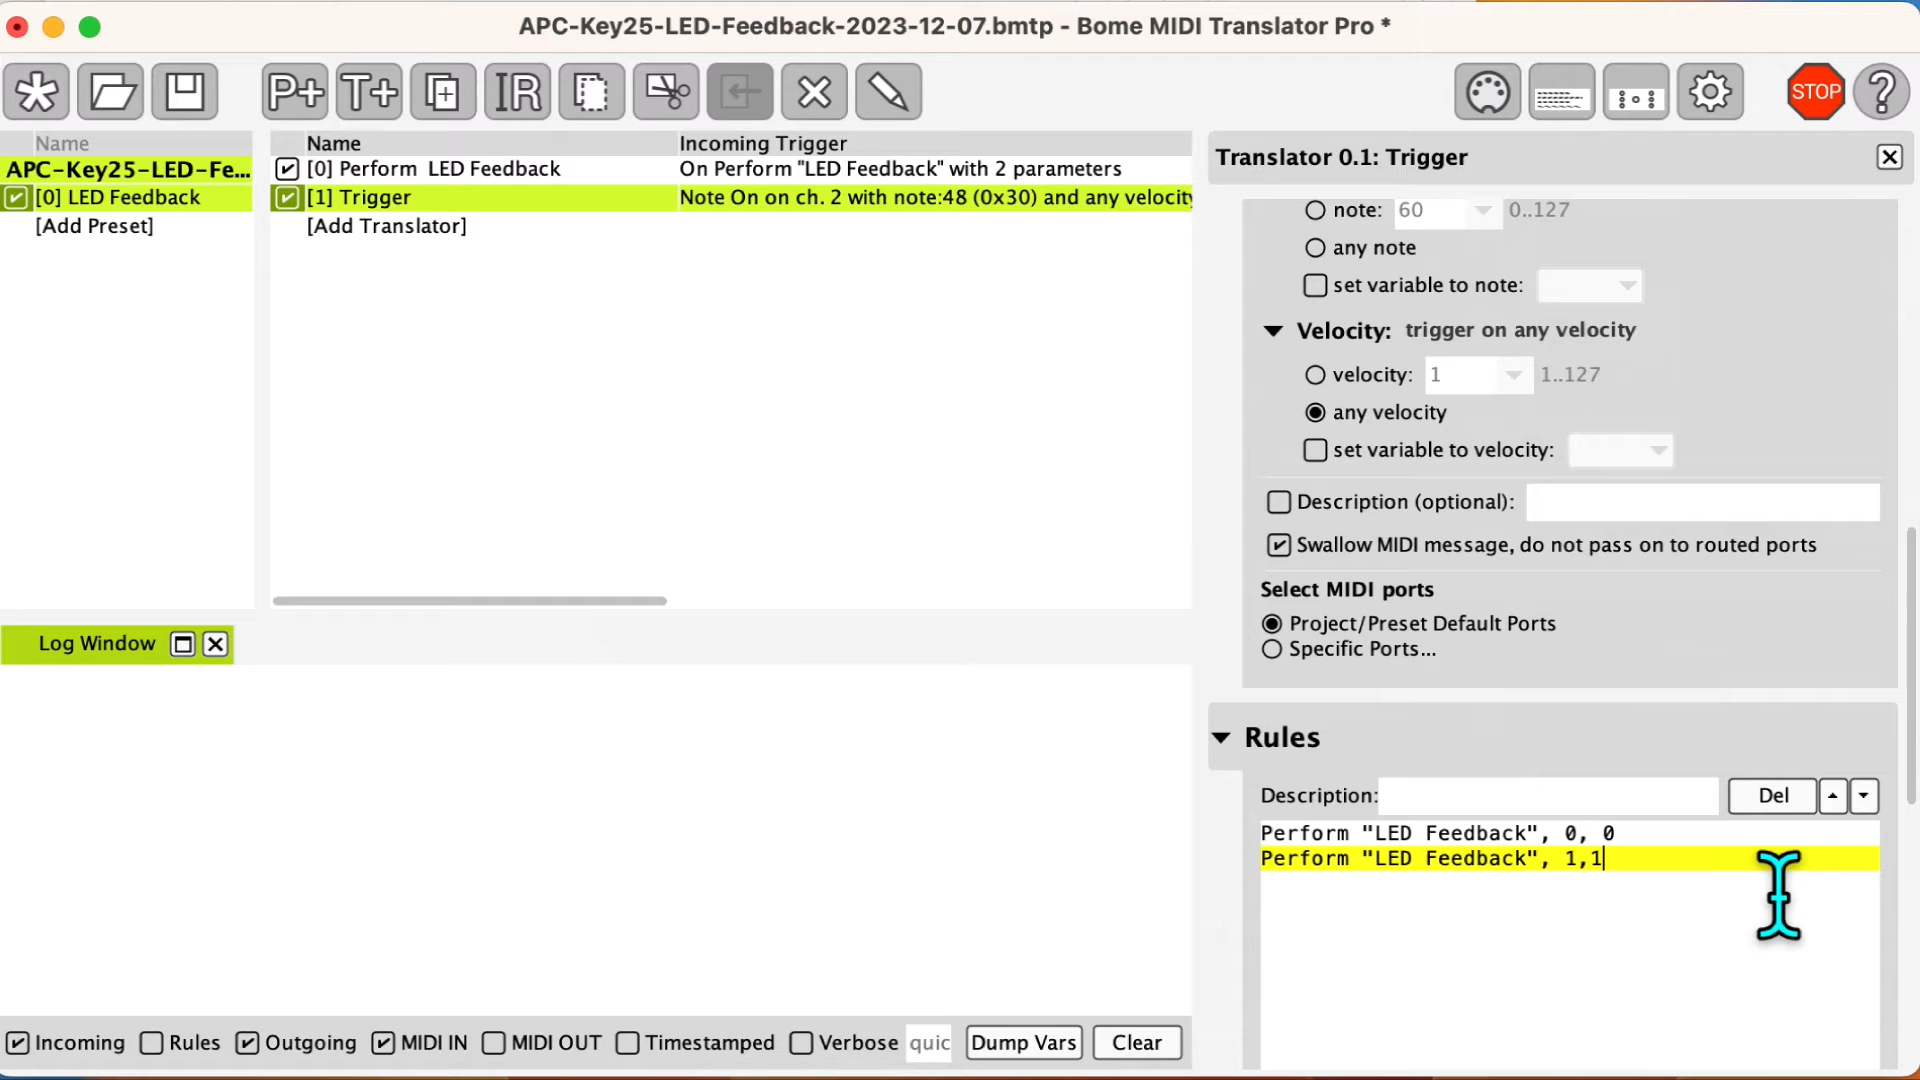 APC-Key25-LED-Feedback-2023-12-07.bmtp - Bome MIDI Translator Pro *
P+ T+ IR STOP ?
Name
APC-Key25-LED-Fe...
[0] LED Feedback
[Add Preset]
Name Incoming Trigger
[0] Perform LED Feedback On Perform "LED Feedback" with 2 parameters
[1] Trigger Note On on ch. 2 with note:48 (0x30) and any velocity
[Add Translator]
Log Window
Incoming Rules Outgoing MIDI IN MIDI OUT Timestamped Verbose quic Dump Vars Clear
Translator 0.1: Trigger
note: 60 0..127
any note
set variable to note:
Velocity: trigger on any velocity
velocity: 1 1..127
any velocity
set variable to velocity:
Description (optional):
Swallow MIDI message, do not pass on to routed ports
Select MIDI ports
Project/Preset Default Ports
Specific Ports...
Rules
Description: Del
Perform "LED Feedback", 0, 0
Perform "LED Feedback", 1,1